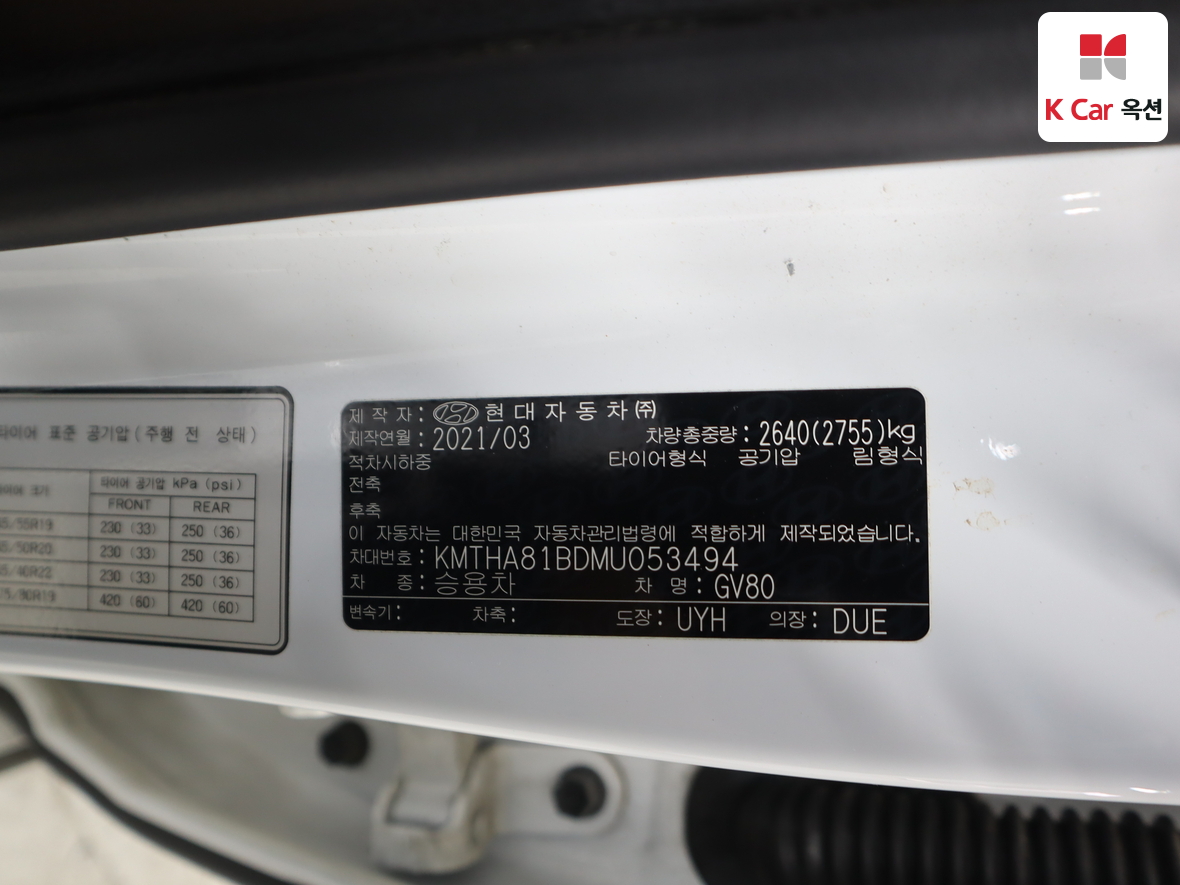 K Car 옥션
타이어 표준 공기압 (주행 전 상태)
타이어 공기압 kPa (psi)
FRONT REAR
55R19 230 (33) 250 (36)
50R20 230 (33) 250 (36)
40R22 230 (33) 250 (36)
90R19 420 (60) 420 (60)
제작자: 현대자동차㈜
제작연월: 2021/03 차량총중량: 2640(2755)kg
적차시하중 타이어형식 공기압 림형식
전축
후축
이 자동차는 대한민국 자동차관리법령에 적합하게 제작되었습니다.
차대번호: KMTHA81BDMU053494
차 종: 승용차 차 명: GV80
변속기: 차축: 도장: UYH 의장: DUE